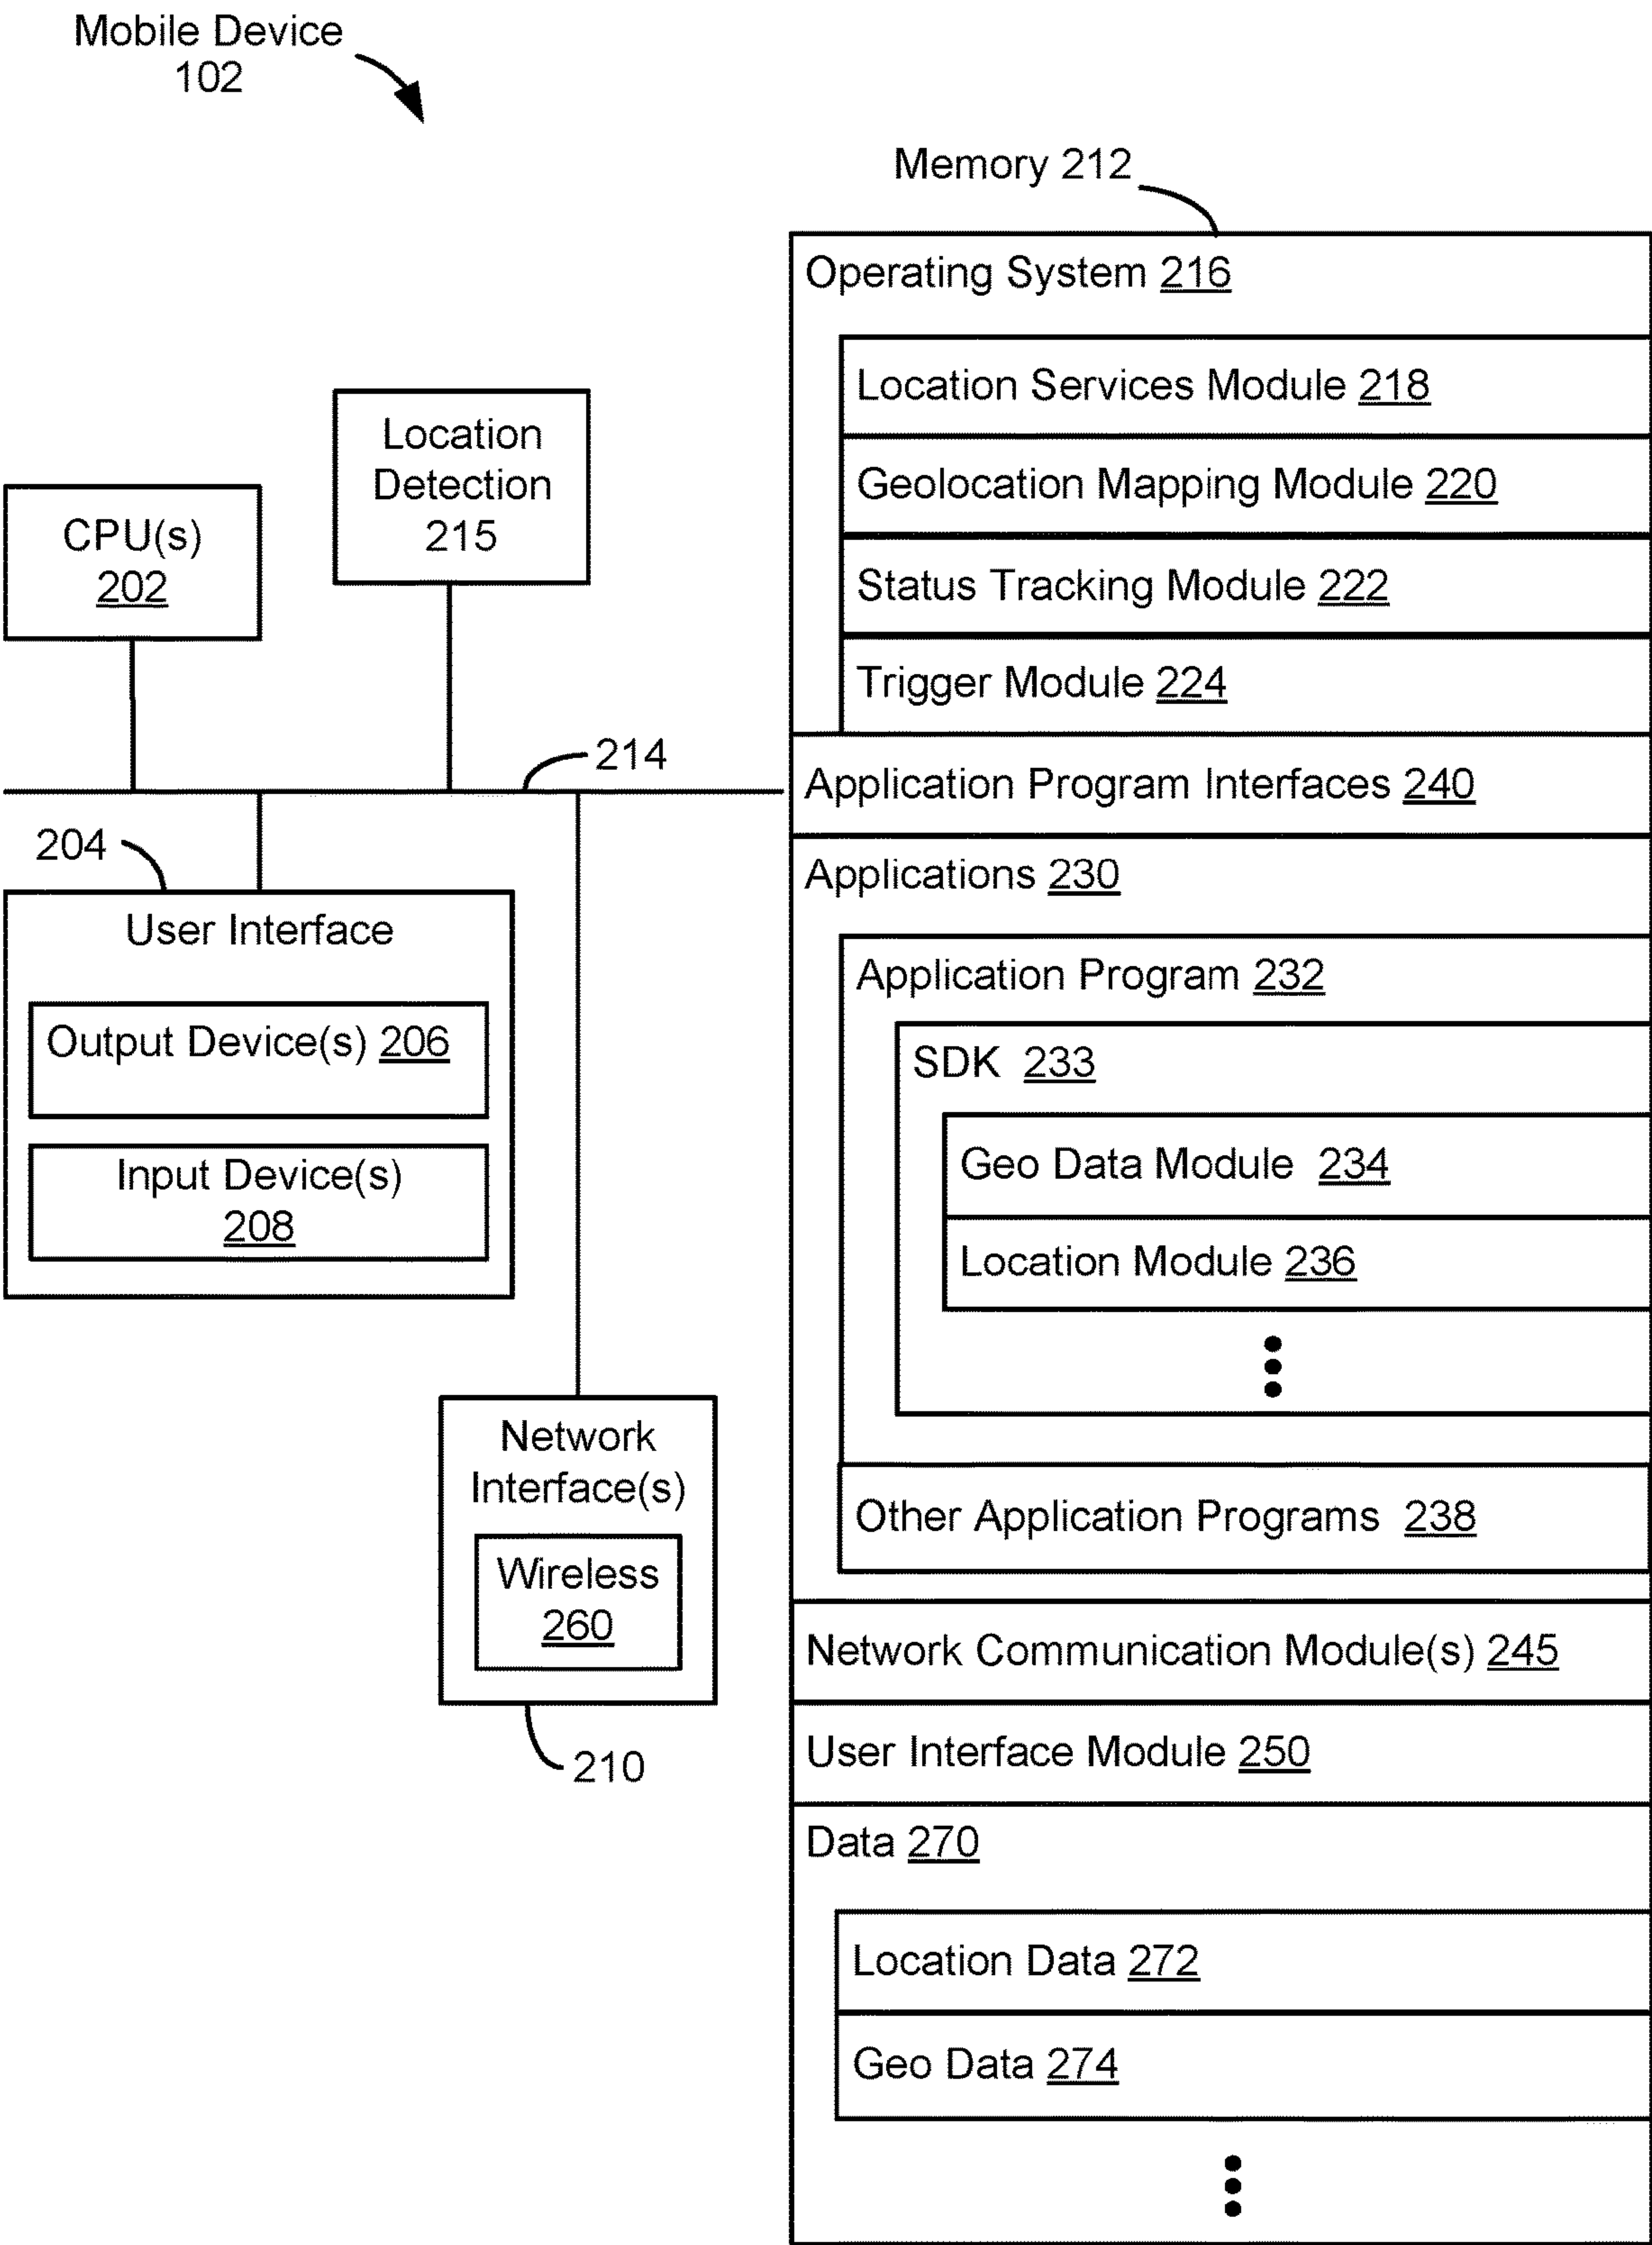 Mobile Device
102
Memory 212
Operating System 216
Location Services Module 218
Geolocation Mapping Module 220
Status Tracking Module 222
Trigger Module 224
Application Program Interfaces 240
Applications 230
Application Program 232
SDK 233
Geo Data Module 234
Location Module 236
Other Application Programs 238
Network Communication Module(s) 245
User Interface Module 250
Data 270
Location Data 272
Geo Data 274
Location
Detection
215
CPU(s)
202
214
204
User Interface
Output Device(s) 206
Input Device(s)
208
Network
Interface(s)
Wireless
260
210